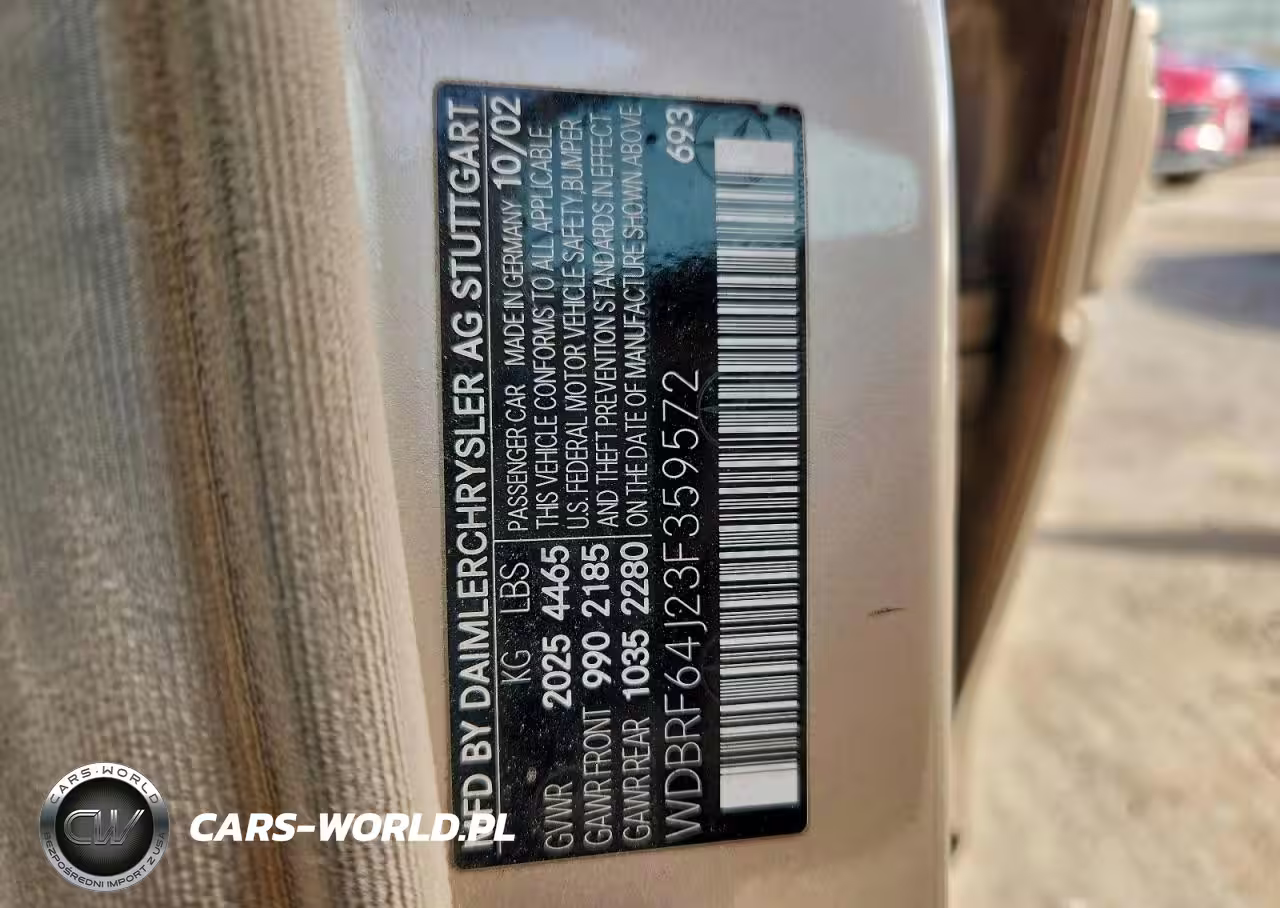 MFD BY DAIMLERCHRYSLER AG STUTTGART
KG LBS
GVWR 2025 4465
GAWR FRONT 990 2185
GAWR REAR 1035 2280
PASSENGER CAR MADE IN GERMANY 10/02
THIS VEHICLE CONFORMS TO ALL APPLICABLE
U.S. FEDERAL MOTOR VEHICLE SAFETY, BUMPER
AND THEFT PREVENTION STANDARDS IN EFFECT
ON THE DATE OF MANUFACTURE SHOWN ABOVE
WDBRF64J23F359572 693
CARS-WORLD
CW
BEZPOŚREDNI IMPORT Z USA
CARS-WORLD.PL